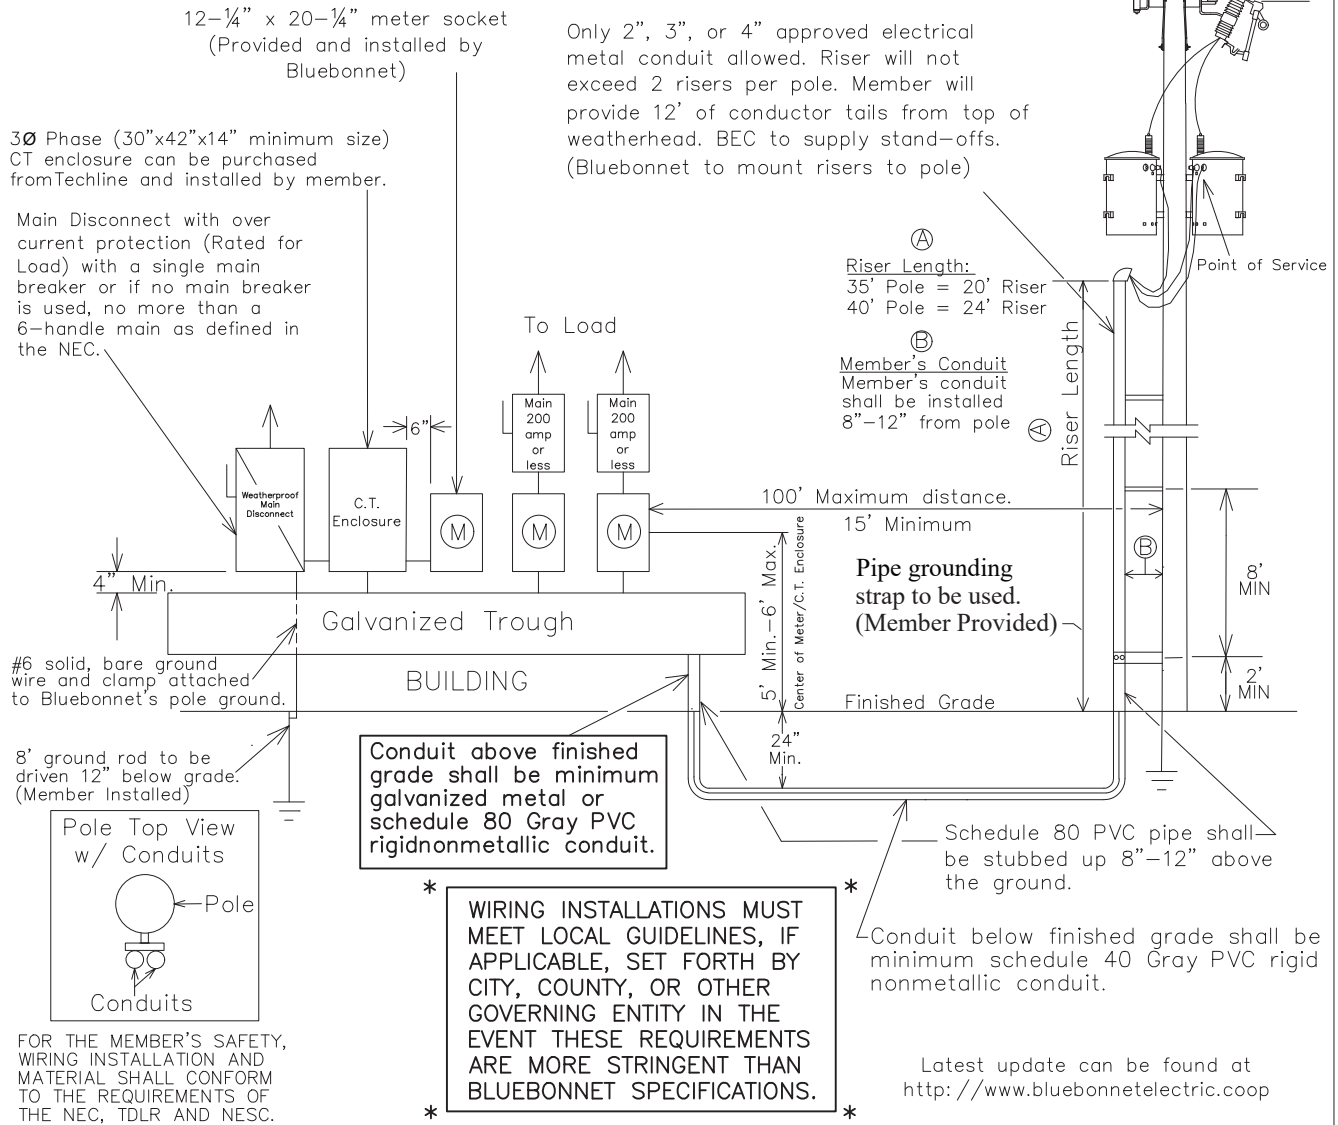 12-¼" x 20-¼" meter socket
(Provided and installed by
Bluebonnet)
Only 2", 3", or 4" approved electrical
metal conduit allowed. Riser will not
exceed 2 risers per pole. Member will
provide 12' of conductor tails from top of
weatherhead. BEC to supply stand-offs.
(Bluebonnet to mount risers to pole)
3Ø Phase (30"x42"x14" minimum size)
CT enclosure can be purchased
fromTechline and installed by member.
Main Disconnect with over
current protection (Rated for
Load) with a single main
breaker or if no main breaker
is used, no more than a
6-handle main as defined in
the NEC.
A
Riser Length:
35' Pole = 20' Riser
40' Pole = 24' Riser
B
Member's Conduit
Member's conduit
shall be installed
8"-12" from pole
Point of Service
A
Riser Length
To Load
Main
200
amp
or
less
Main
200
amp
or
less
6"
Weatherproof
Main
Disconnect
C.T.
Enclosure
M
M
M
100' Maximum distance.
15' Minimum
5' Min.-6' Max.
Center of Meter/C.T. Enclosure
Pipe grounding
strap to be used.
(Member Provided)
B
8'
MIN
2'
MIN
4" Min.
Galvanized Trough
BUILDING
#6 solid, bare ground
wire and clamp attached
to Bluebonnet's pole ground.
Finished Grade
24"
Min.
8' ground rod to be
driven 12" below grade.
(Member Installed)
Conduit above finished
grade shall be minimum
galvanized metal or
schedule 80 Gray PVC
rigidnonmetallic conduit.
Pole Top View
w/ Conduits
Pole
Conduits
Schedule 80 PVC pipe shall
be stubbed up 8"-12" above
the ground.
* *
WIRING INSTALLATIONS MUST
MEET LOCAL GUIDELINES, IF
APPLICABLE, SET FORTH BY
CITY, COUNTY, OR OTHER
GOVERNING ENTITY IN THE
EVENT THESE REQUIREMENTS
ARE MORE STRINGENT THAN
BLUEBONNET SPECIFICATIONS.
* *
Conduit below finished grade shall be
minimum schedule 40 Gray PVC rigid
nonmetallic conduit.
FOR THE MEMBER'S SAFETY,
WIRING INSTALLATION AND
MATERIAL SHALL CONFORM
TO THE REQUIREMENTS OF
THE NEC, TDLR AND NESC.
Latest update can be found at
http: //www.bluebonnetelectric.coop